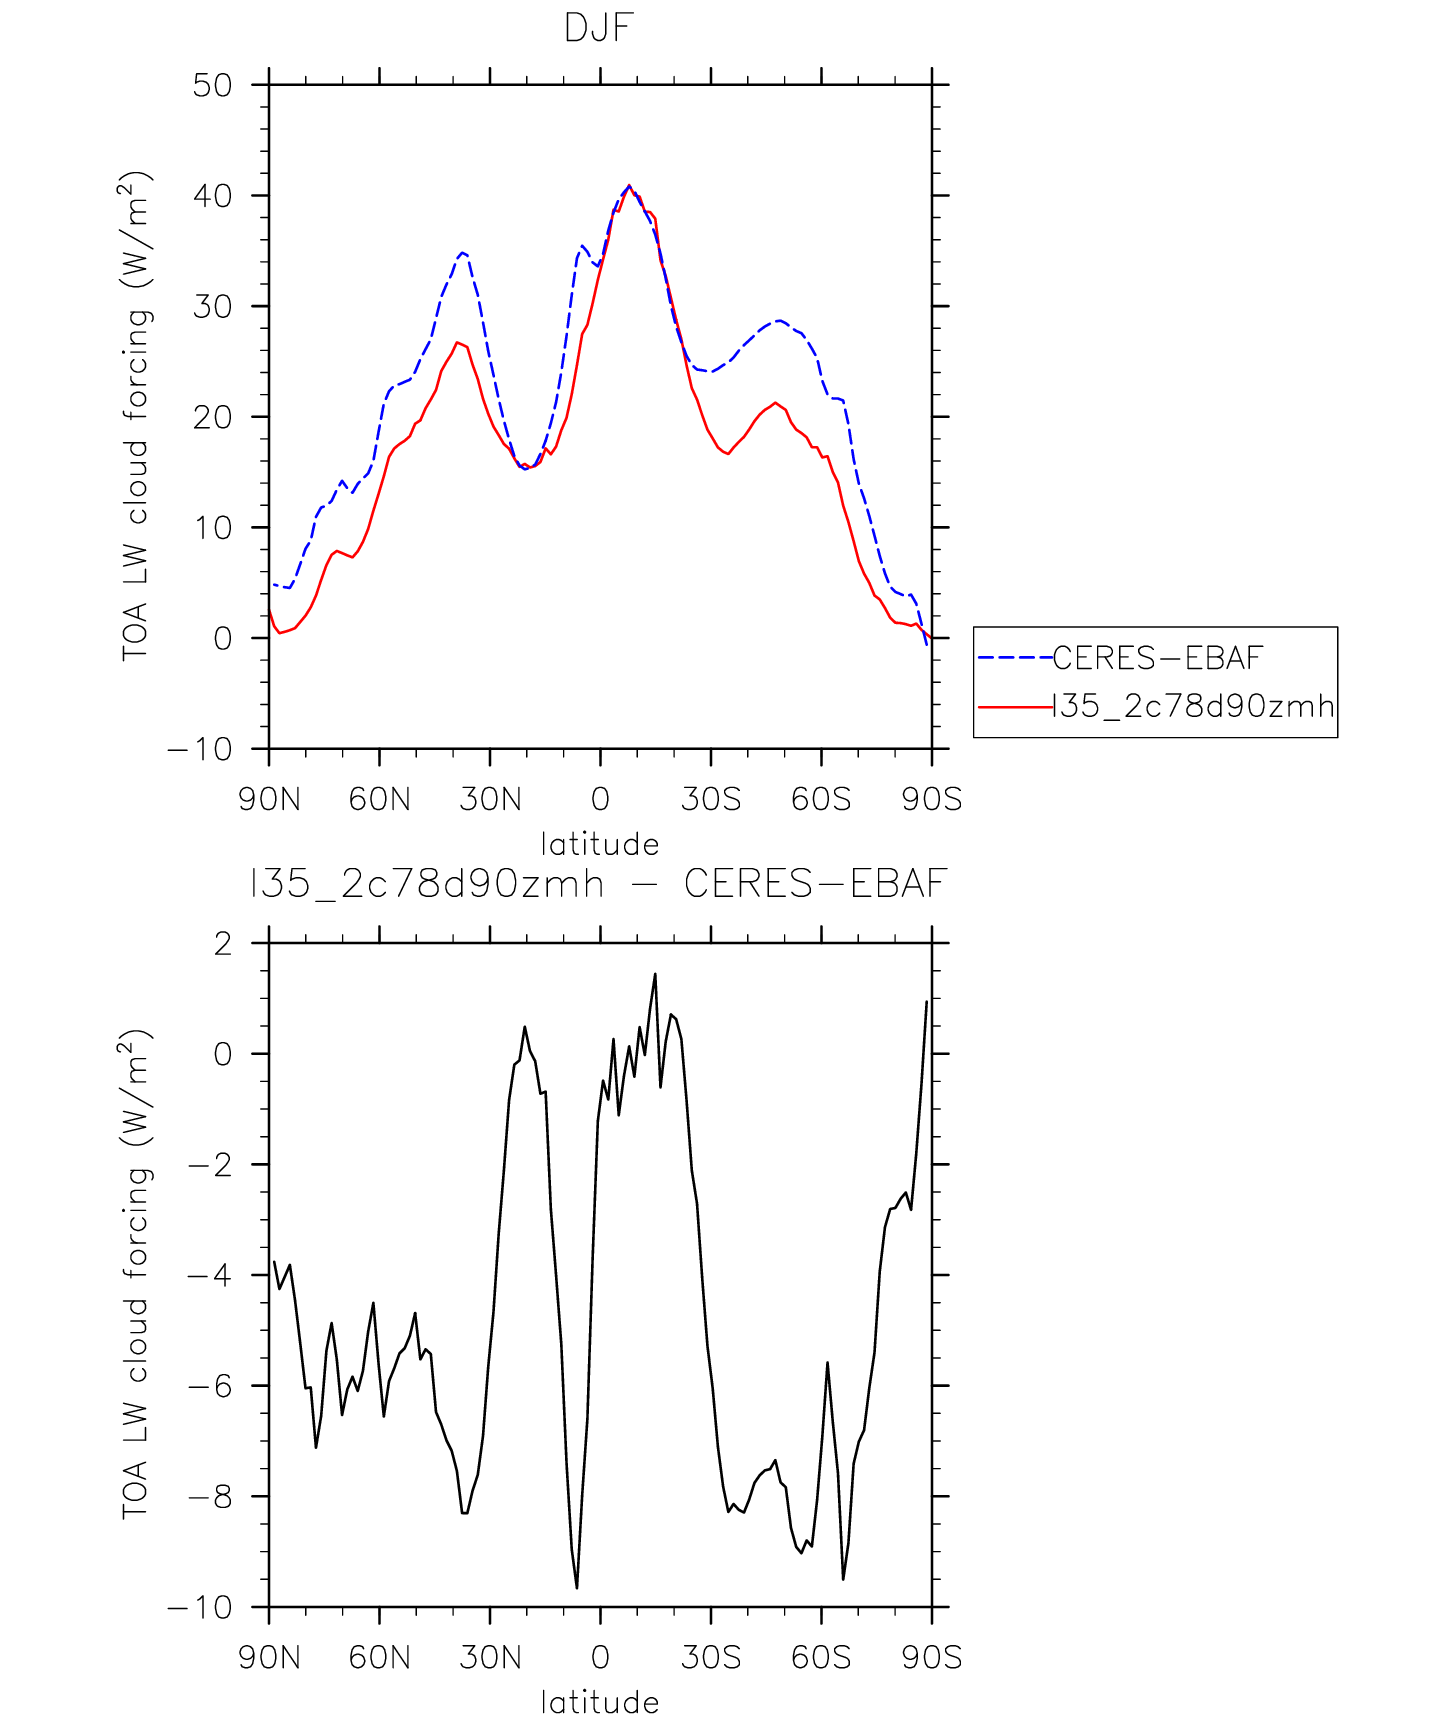 DJF
50
40
30
20
10
0
−10
TOA LW cloud forcing (W/m²)
90N 60N 30N 0 30S 60S 90S
latitude
CERES−EBAF
I35_2c78d90zmh
I35_2c78d90zmh − CERES−EBAF
2
0
−2
−4
−6
−8
−10
TOA LW cloud forcing (W/m²)
90N 60N 30N 0 30S 60S 90S
latitude